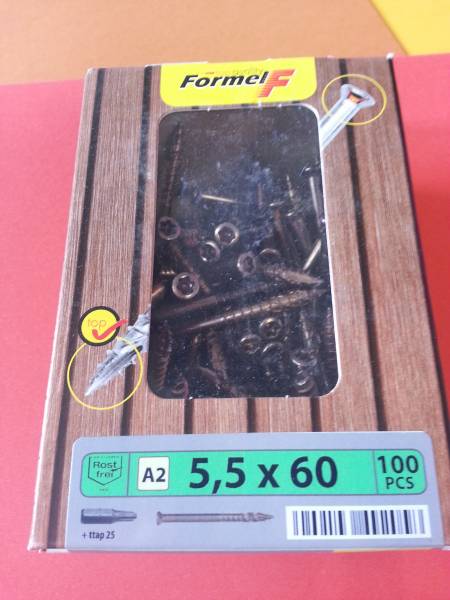 Formel F
top
Rost
frei
A2
5,5 x 60
100
PCS
+ ttap 25